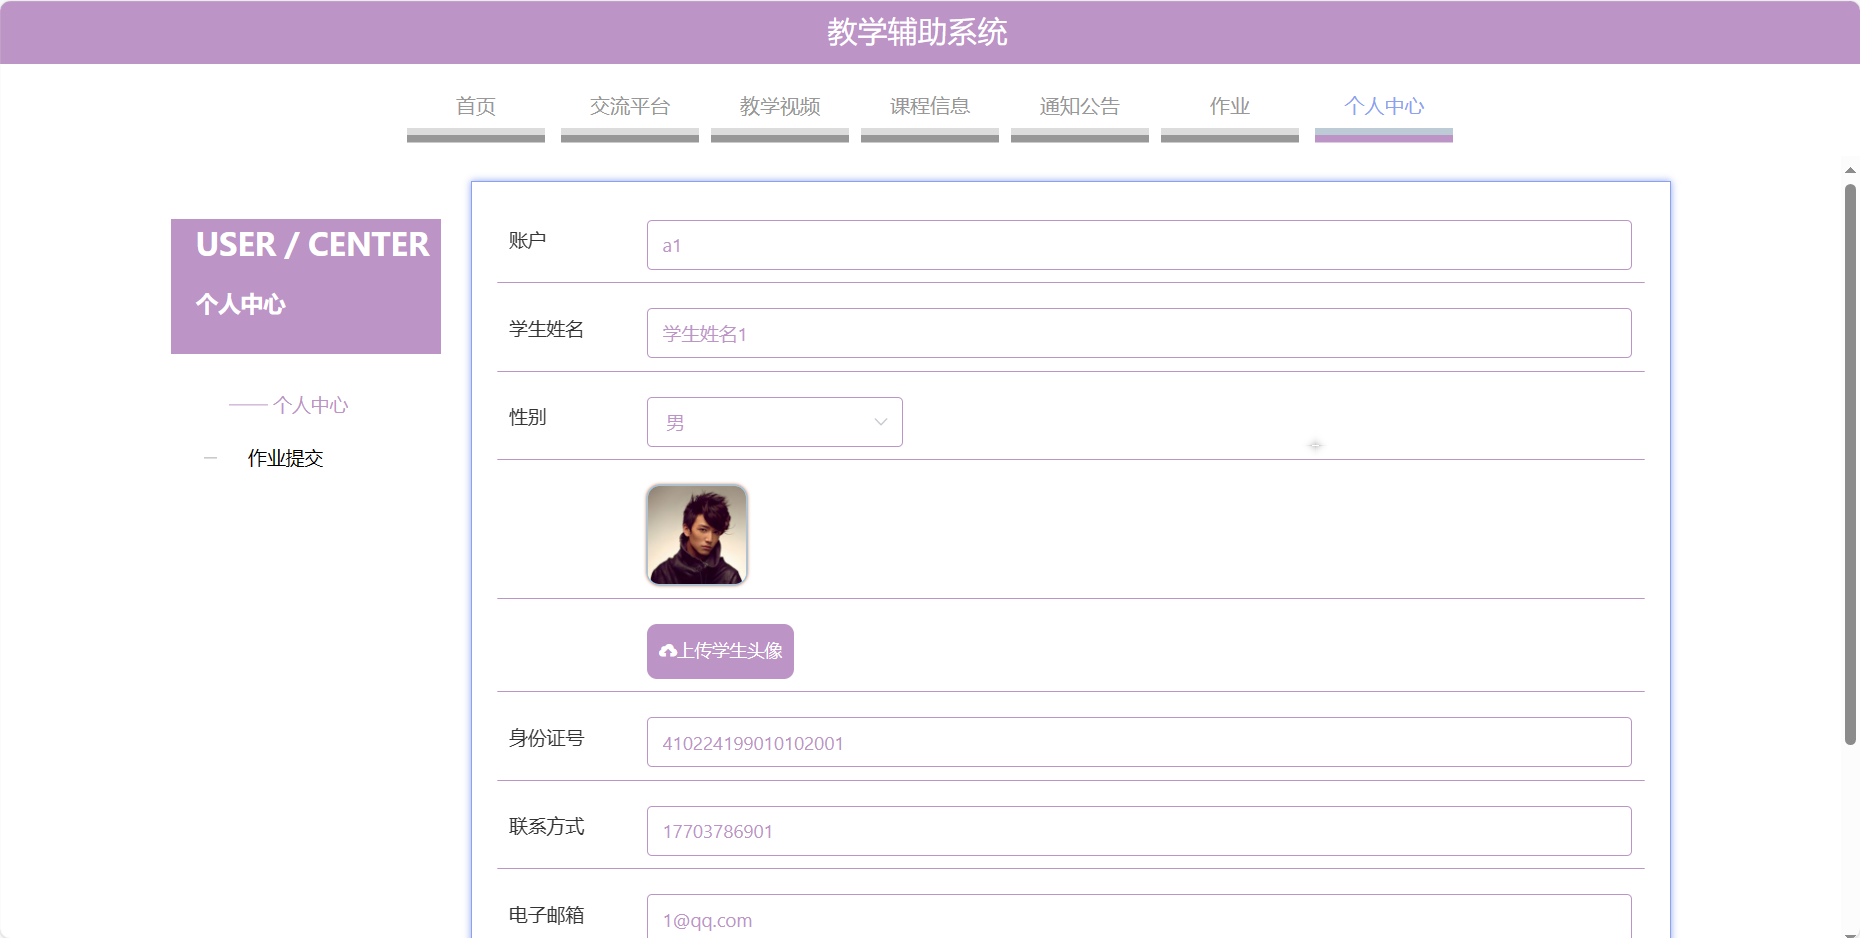 教学辅助系统
首页
交流平台
教学视频
课程信息
通知公告
作业
个人中心
USER / CENTER
个人中心
个人中心
作业提交
账户
a1
学生姓名
学生姓名1
性别
男
上传学生头像
身份证号
410224199010102001
联系方式
17703786901
电子邮箱
1@qq.com